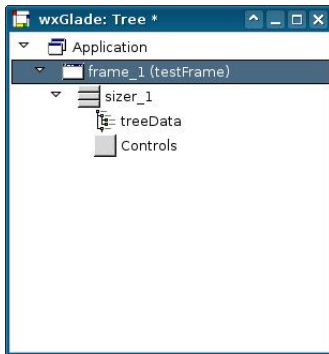 wxGlade: Tree *
Application
frame_1 (testFrame)
sizer_1
treeData
Controls